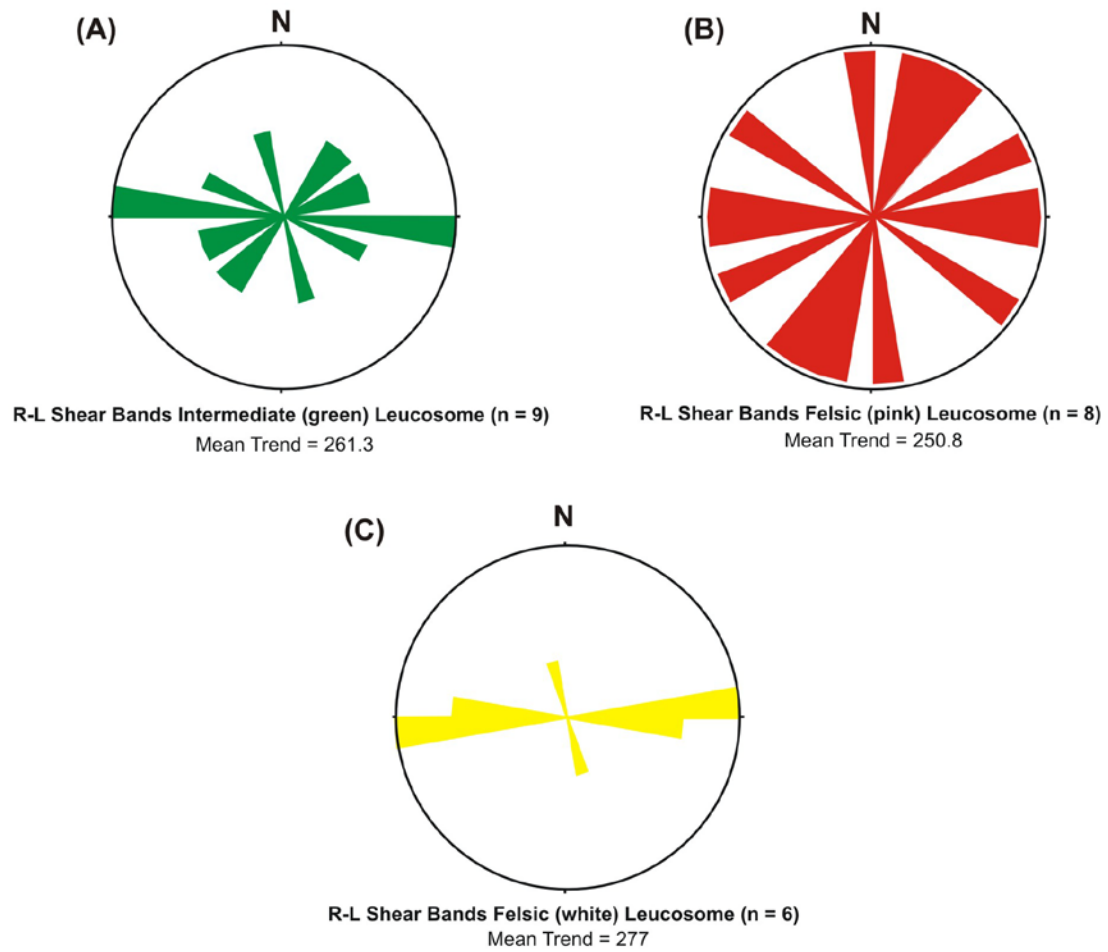 (A)
N
R-L Shear Bands Intermediate (green) Leucosome (n = 9)
Mean Trend = 261.3
(B)
N
R-L Shear Bands Felsic (pink) Leucosome (n = 8)
Mean Trend = 250.8
(C)
N
R-L Shear Bands Felsic (white) Leucosome (n = 6)
Mean Trend = 277